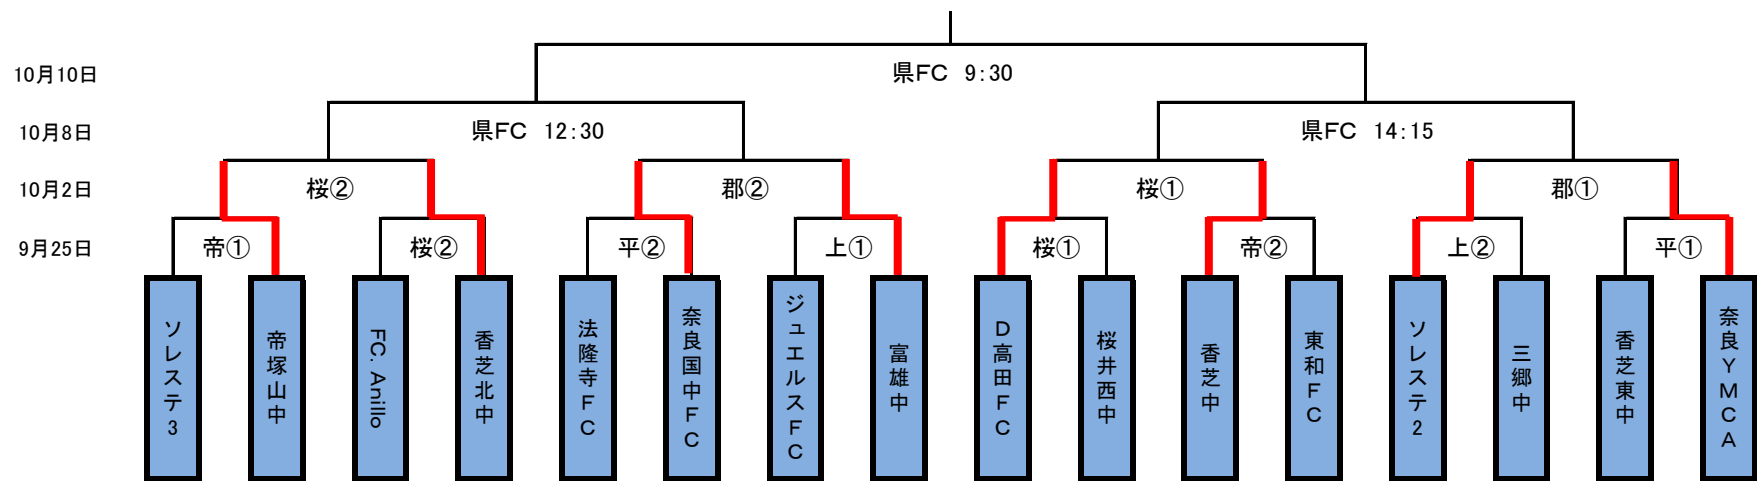 10月10日
県FC 9:30
10月8日
県FC 12:30
県FC 14:15
10月2日
桜②
郡②
桜①
郡①
9月25日
帝①
桜②
平②
上①
桜①
帝②
上②
平①
ソレステ3
帝塚山中
FC. Anillo
香芝北中
法隆寺FC
奈良国中FC
ジュエルスFC
富雄中
D高田FC
桜井西中
香芝中
東和FC
ソレステ2
三郷中
香芝東中
奈良YMCA